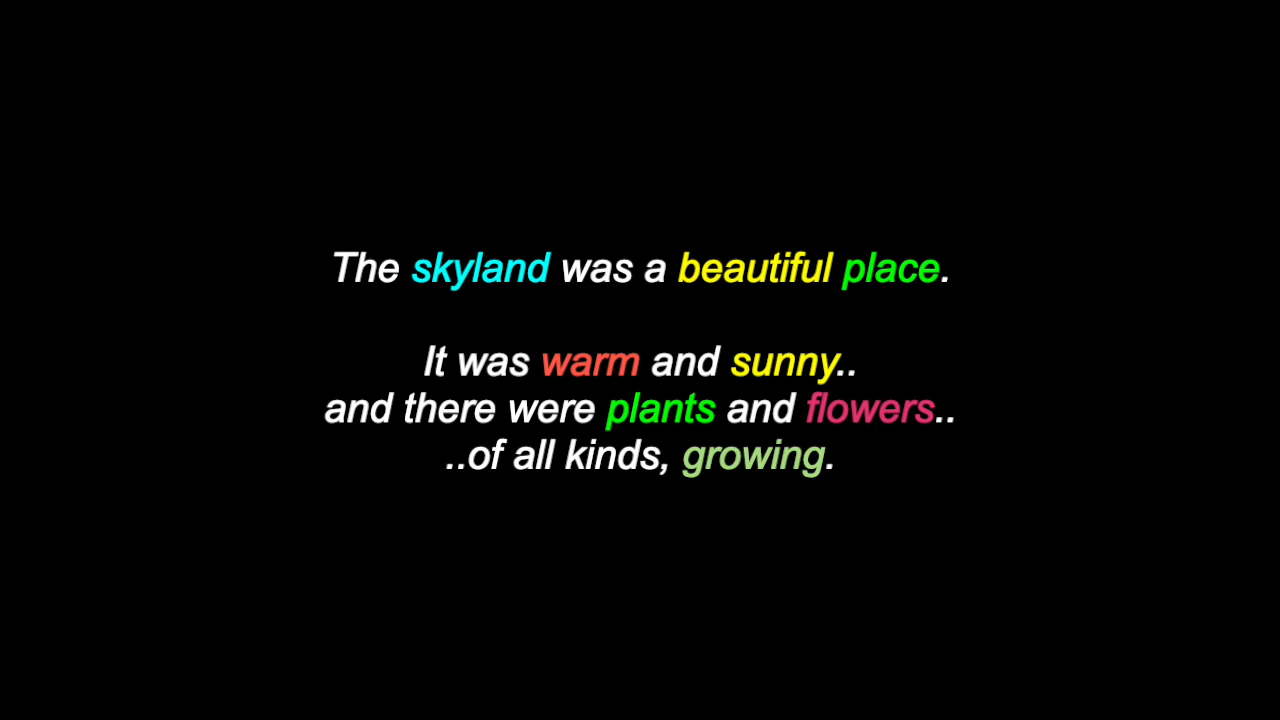 The skyland was a beautiful place.
It was warm and sunny..
and there were plants and flowers..
..of all kinds, growing.